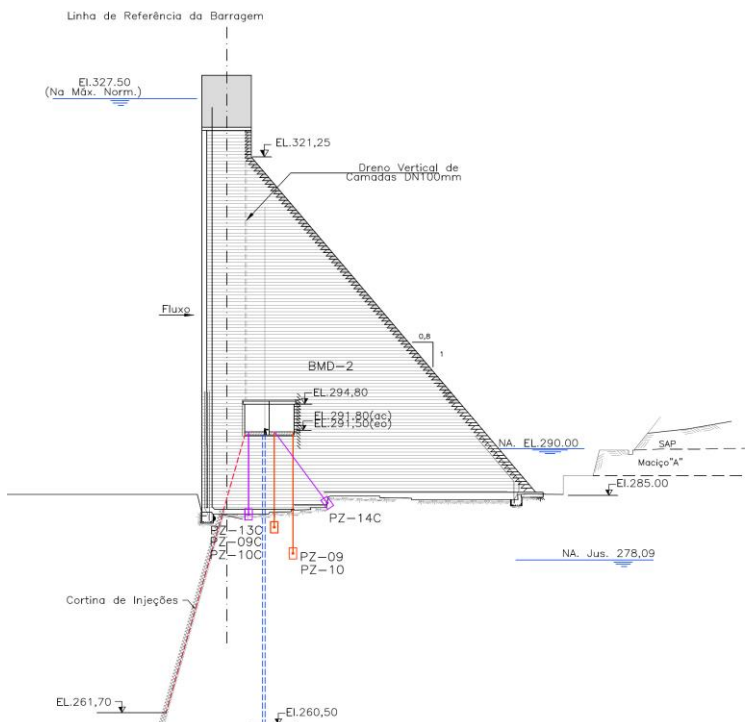 Linha de Referência da Barragem
El.327.50
(Na Máx. Norm.)
EL.321,25
Dreno Vertical de
Camadas DN100mm
Fluxo
0,8
1
BMD-2
EL.294,80
EL.291.80(ac)
EL.291,50(eo)
NA. EL.290.00
SAP
Maciço"A"
El.285.00
PZ-14C
PZ-13C
PZ-09C
PZ-10C
PZ-09
PZ-10
NA. Jus. 278,09
Cortina de Injeções
EL.261,70
El.260,50